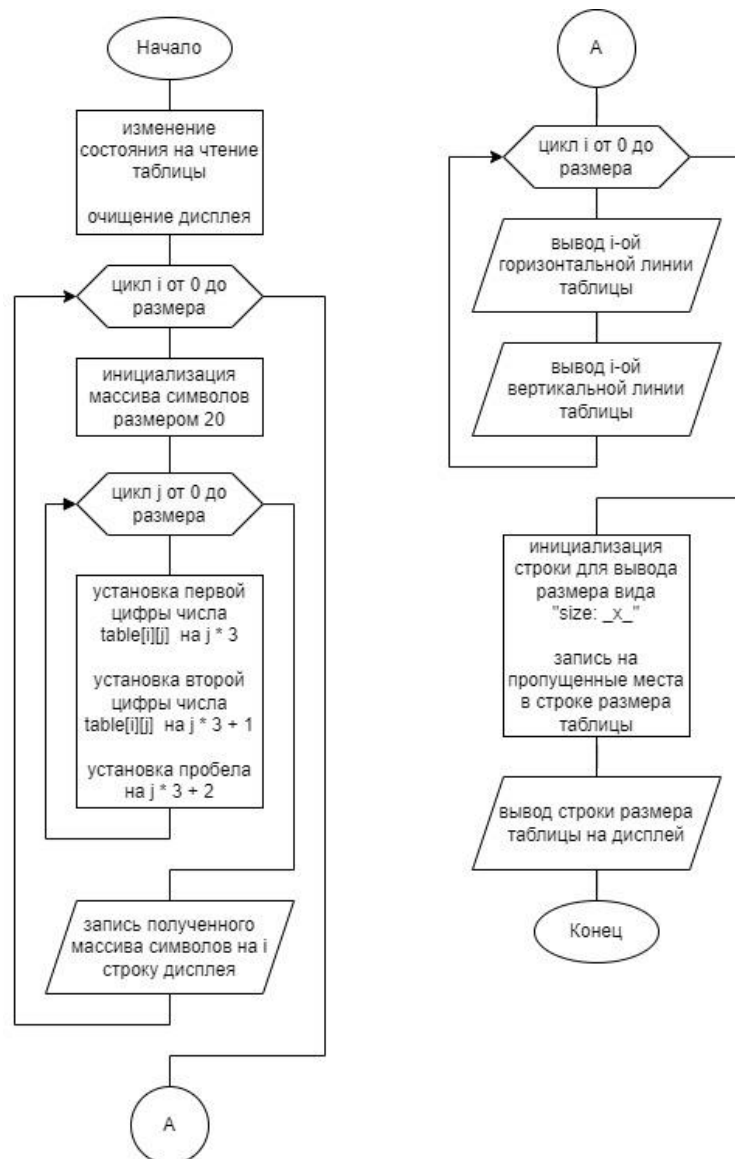 Начало
изменение
состояния на чтение
таблицы
очищение дисплея
цикл i от 0 до
размера
инициализация
массива символов
размером 20
цикл j от 0 до
размера
установка первой
цифры числа
table[i][j] на j * 3
установка второй
цифры числа
table[i][j] на j * 3 + 1
установка пробела
на j * 3 + 2
запись полученного
массива символов на i
строку дисплея
A
A
цикл i от 0 до
размера
вывод i-ой
горизонтальной линии
таблицы
вывод i-ой
вертикальной линии
таблицы
инициализация
строки для вывода
размера вида
"size: _x_"
запись на
пропущенные места
в строке размера
таблицы
вывод строки размера
таблицы на дисплей
Конец